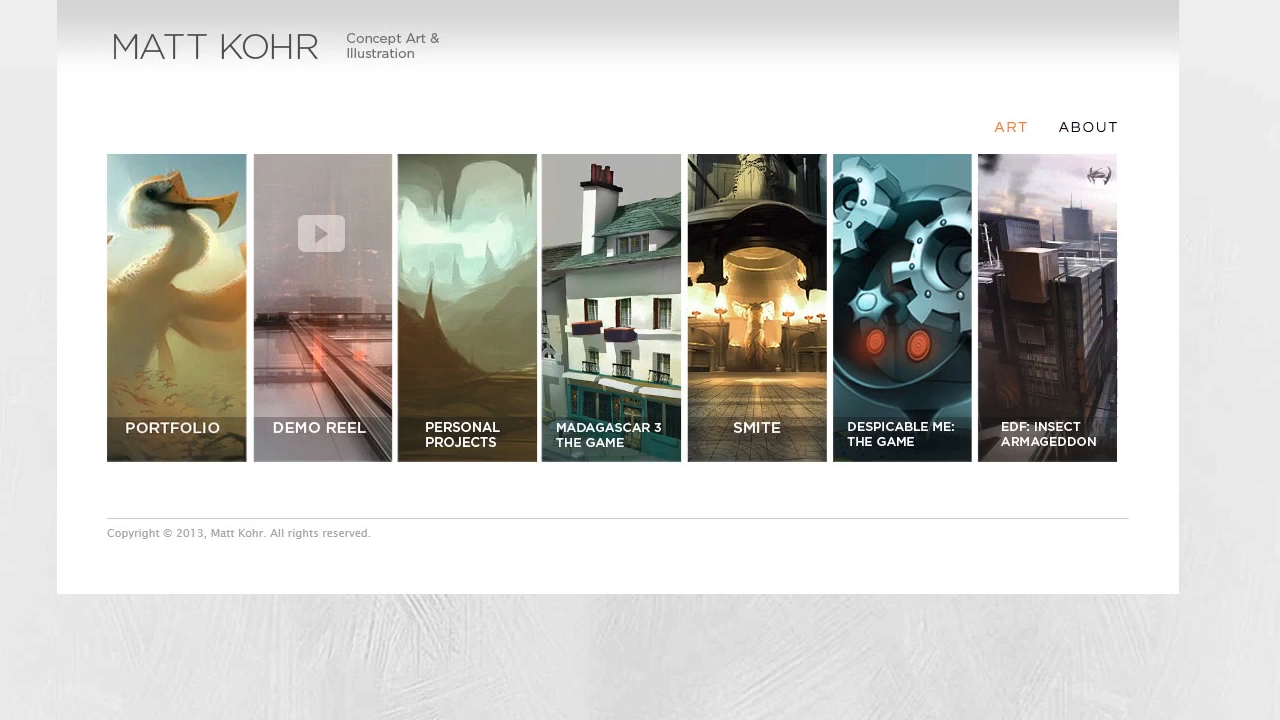 MATT KOHR
Concept Art &
Illustration
ART
ABOUT
PORTFOLIO
DEMO REEL
PERSONAL
PROJECTS
MADAGASCAR 3
THE GAME
SMITE
DESPICABLE ME:
THE GAME
EDF: INSECT
ARMAGEDDON
Copyright © 2013, Matt Kohr. All rights reserved.